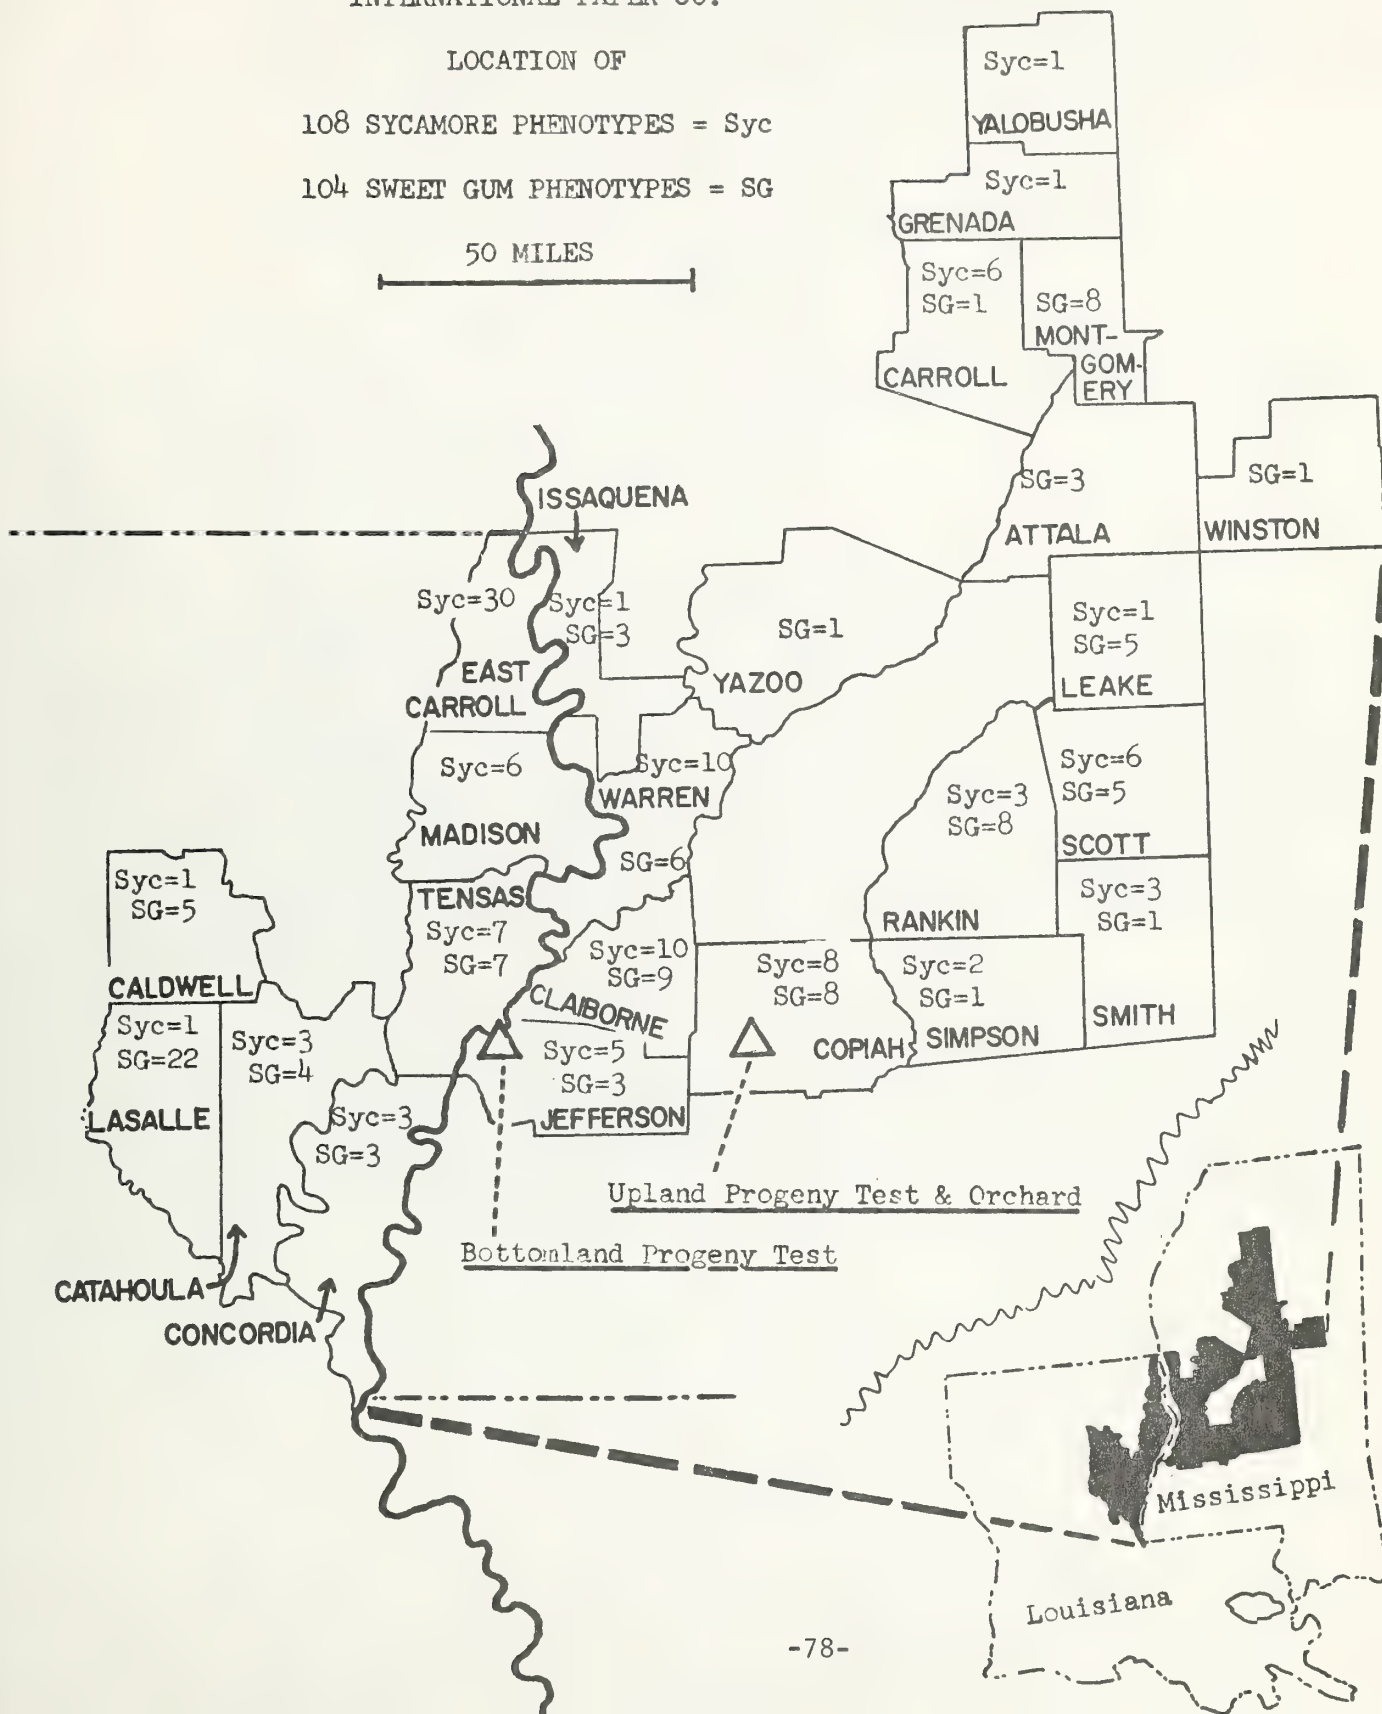 INTERNATIONAL PAPER CO.
LOCATION OF
108 SYCAMORE PHENOTYPES = Syc
104 SWEET GUM PHENOTYPES = SG
50 MILES
Syc=1
YALOBUSHA
Syc=1
GRENADA
Syc=6
SG=1
CARROLL
SG=8
MONT-
GOM-
ERY
SG=3
ATTALA
SG=1
WINSTON
ISSAQUENA
Syc=1
SG=3
Syc=30
EAST
CARROLL
SG=1
YAZOO
Syc=1
SG=5
LEAKE
Syc=6
MADISON
Syc=10
WARREN
SG=6
Syc=3
SG=8
RANKIN
Syc=6
SG=5
SCOTT
Syc=3
SG=1
SMITH
Syc=1
SG=5
CALDWELL
TENSAS
Syc=7
SG=7
Syc=10
SG=9
CLAIBORNE
Syc=8
SG=8
COPIAH
Syc=2
SG=1
SIMPSON
Syc=1
SG=22
LASALLE
Syc=3
SG=4
Syc=3
SG=3
Syc=5
SG=3
JEFFERSON
Upland Progeny Test & Orchard
Bottomland Progeny Test
CATAHOULA
CONCORDIA
Mississippi
Louisiana
-78-